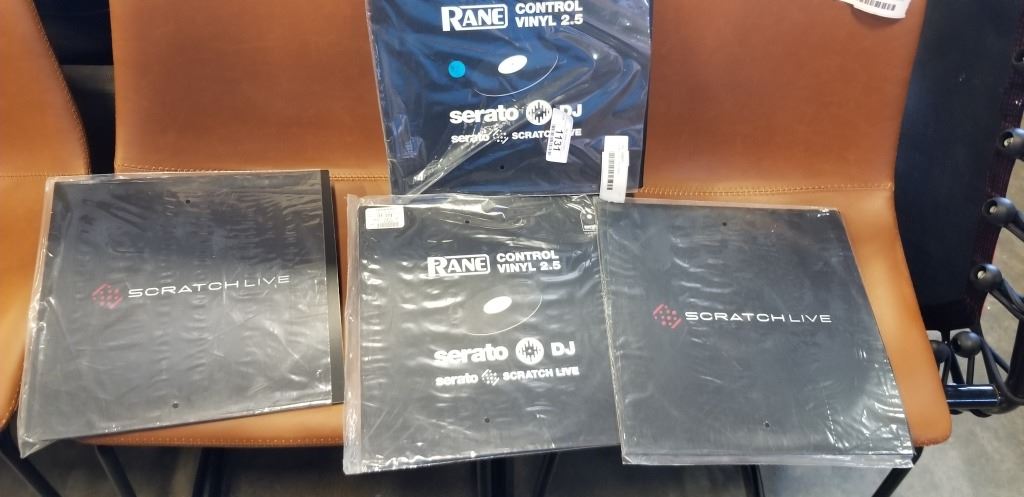 RANE CONTROL
VINYL 2.5
serato DJ
serato SCRATCH LIVE
1131
SCRATCH LIVE
RANE CONTROL
VINYL 2.5
serato DJ
serato SCRATCH LIVE
SCRATCH LIVE